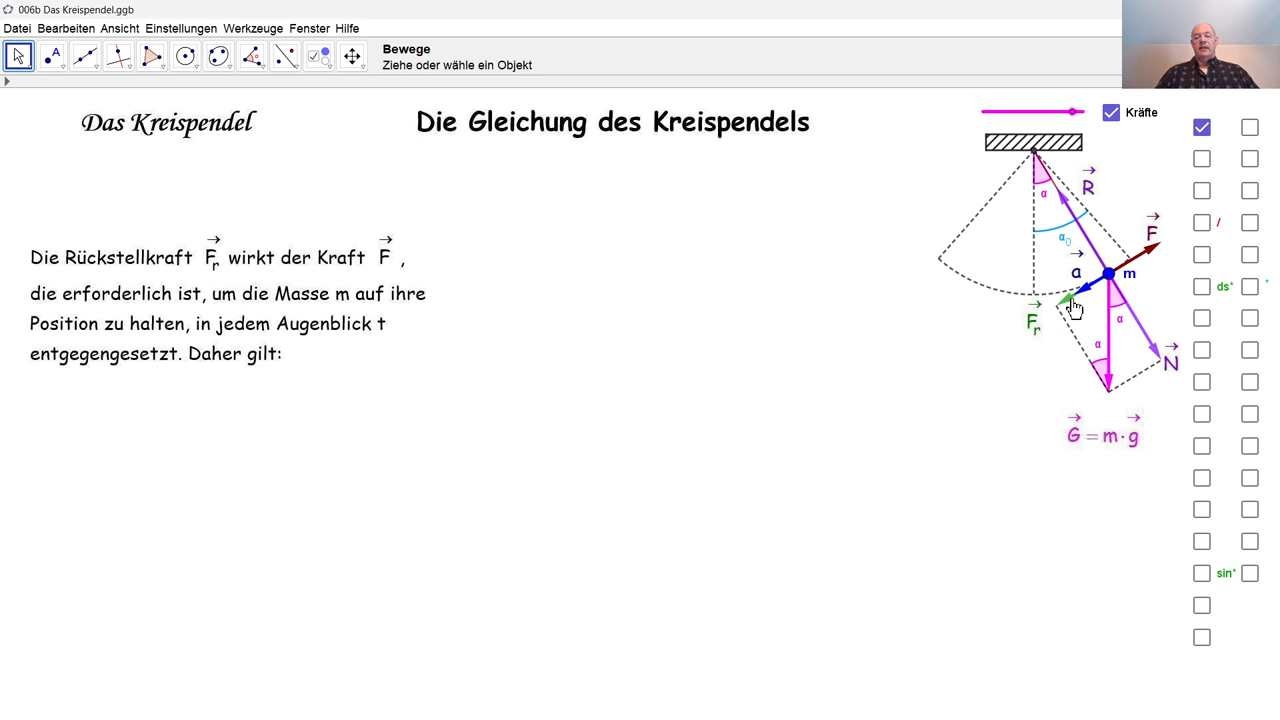 006b Das Kreispendel.ggb
Datei Bearbeiten Ansicht Einstellungen Werkzeuge Fenster Hilfe
A
Bewege
Ziehe oder wähle ein Objekt
Das Kreispendel
Die Gleichung des Kreispendels
Kräfte
Die Rückstellkraft F⃗r wirkt der Kraft F⃗ ,
die erforderlich ist, um die Masse m auf ihre
Position zu halten, in jedem Augenblick t
entgegengesetzt. Daher gilt:
α
R⃗
α0
F⃗
a⃗
m
F⃗r
α
α
N⃗
G⃗ = m·g⃗
/
ds*
*
sin*